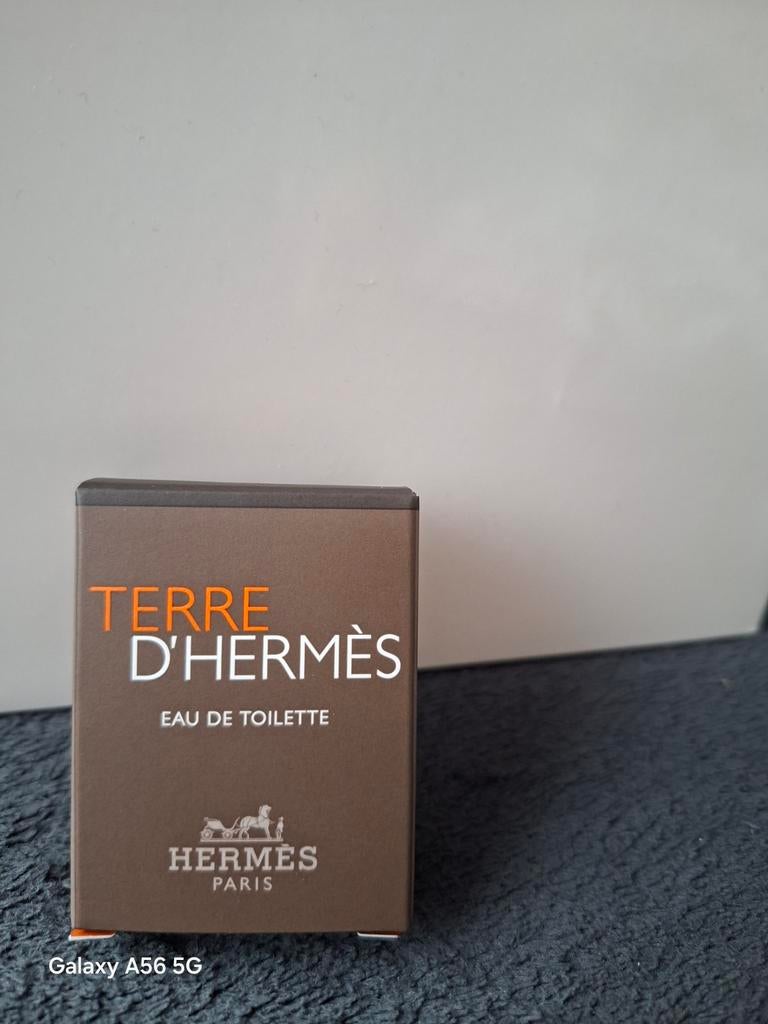 TERRE
D'HERMÈS
EAU DE TOILETTE
HERMÈS
PARIS
Galaxy A56 5G